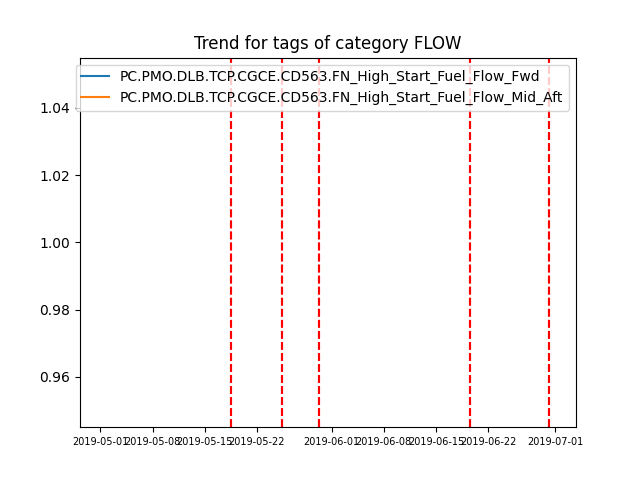 Trend for tags of category FLOW
PC.PMO.DLB.TCP.CGCE.CD563.FN_High_Start_Fuel_Flow_Fwd
PC.PMO.DLB.TCP.CGCE.CD563.FN_High_Start_Fuel_Flow_Mid_Aft
1.04
1.02
1.00
0.98
0.96
2019-05-01 2019-05-08 2019-05-15 2019-05-22 2019-06-01 2019-06-08 2019-06-15 2019-06-22 2019-07-01